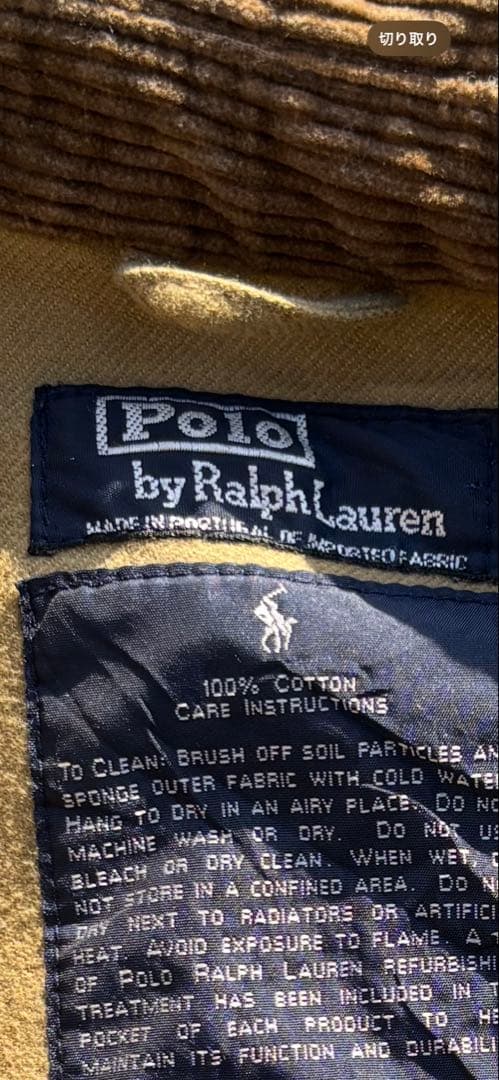 切り取り
Polo
by Ralph Lauren
MADE IN PORTUGAL OF IMPORTED FABRIC
100% COTTON
CARE INSTRUCTIONS
TO CLEAN: BRUSH OFF SOIL PARTICLES
SPONGE OUTER FABRIC WITH COLD
HANG TO DRY IN AN AIRY PLACE. DO
MACHINE WASH OR DRY. DO NOT
BLEACH OR DRY CLEAN. WHEN WET,
NOT STORE IN A CONFINED AREA. DO
DRY NEXT TO RADIATORS OR
HEAT. AVOID EXPOSURE TO FLAME. A
OF POLO RALPH LAUREN
TREATMENT HAS BEEN INCLUDED IN
POCKET OF EACH PRODUCT TO
MAINTAIN ITS FUNCTION AND